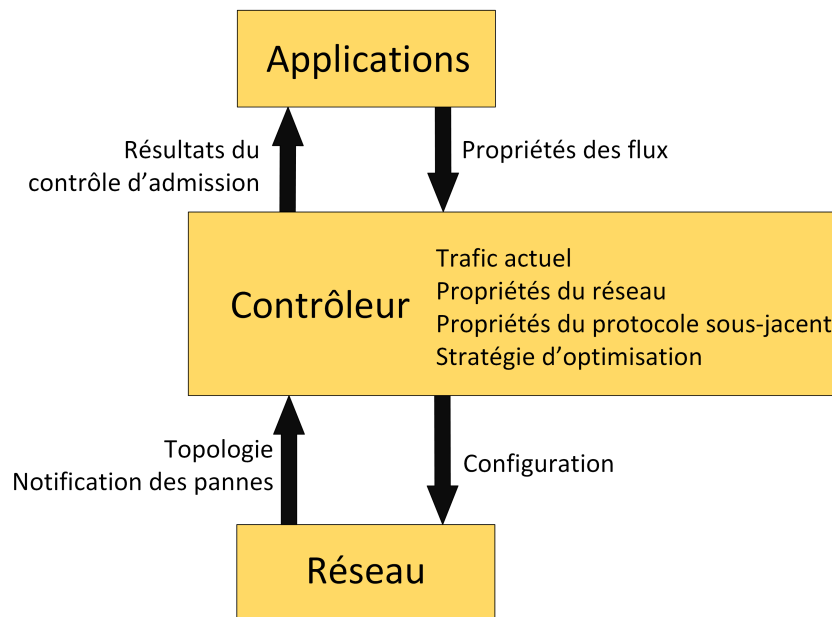 Applications
Résultats du
contrôle d’admission
Propriétés des flux
Contrôleur
Trafic actuel
Propriétés du réseau
Propriétés du protocole sous-jacent
Stratégie d’optimisation
Topologie
Notification des pannes
Configuration
Réseau